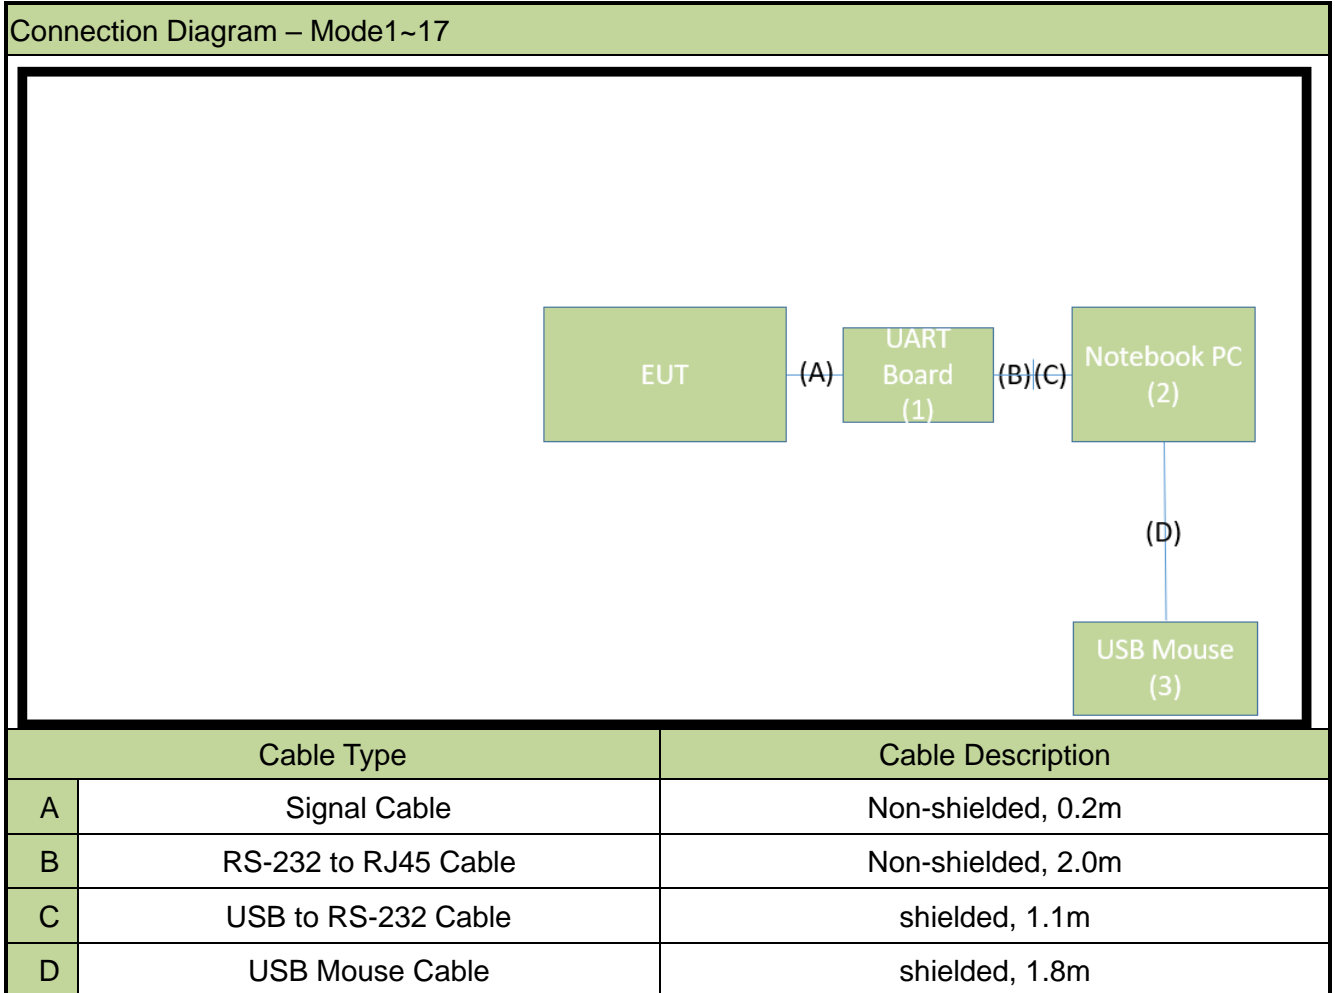 Connection Diagram – Mode1~17
EUT
(A)
UART
Board
(1)
(B)
(C)
Notebook PC
(2)
(D)
USB Mouse
(3)
Cable Type Cable Description
A Signal Cable Non-shielded, 0.2m
B RS-232 to RJ45 Cable Non-shielded, 2.0m
C USB to RS-232 Cable shielded, 1.1m
D USB Mouse Cable shielded, 1.8m